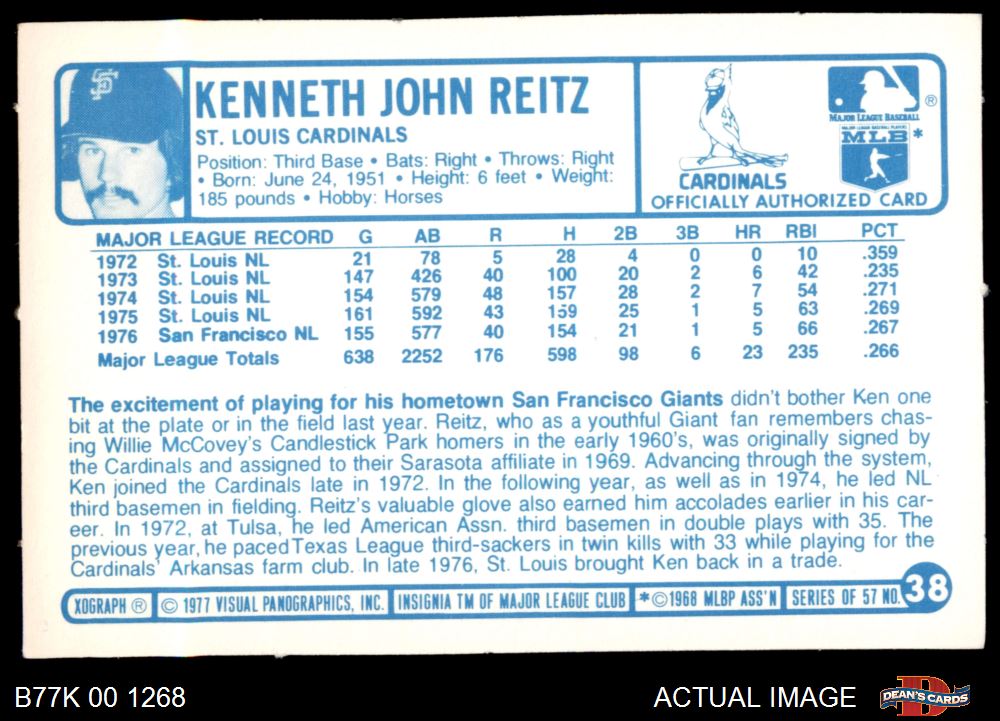 SF
KENNETH JOHN REITZ
ST. LOUIS CARDINALS
Position: Third Base • Bats: Right • Throws: Right
• Born: June 24, 1951 • Height: 6 feet • Weight:
185 pounds • Hobby: Horses
CARDINALS
MAJOR LEAGUE BASEBALL
®
MAJOR LEAGUE BASEBALL PLAYERS
MLB *
OFFICIALLY AUTHORIZED CARD
MAJOR LEAGUE RECORD G AB R H 2B 3B HR RBI PCT
1972 St. Louis NL 21 78 5 28 4 0 0 10 .359
1973 St. Louis NL 147 426 40 100 20 2 6 42 .235
1974 St. Louis NL 154 579 48 157 28 2 7 54 .271
1975 St. Louis NL 161 592 43 159 25 1 5 63 .269
1976 San Francisco NL 155 577 40 154 21 1 5 66 .267
Major League Totals 638 2252 176 598 98 6 23 235 .266
The excitement of playing for his hometown San Francisco Giants didn't bother Ken one
bit at the plate or in the field last year. Reitz, who as a youthful Giant fan remembers chas-
ing Willie McCovey's Candlestick Park homers in the early 1960's, was originally signed by
the Cardinals and assigned to their Sarasota affiliate in 1969. Advancing through the system,
Ken joined the Cardinals late in 1972. In the following year, as well as in 1974, he led NL
third basemen in fielding. Reitz's valuable glove also earned him accolades earlier in his car-
eer. In 1972, at Tulsa, he led American Assn. third basemen in double plays with 35. The
previous year, he paced Texas League third-sackers in twin kills with 33 while playing for the
Cardinals' Arkansas farm club. In late 1976, St. Louis brought Ken back in a trade.
XOGRAPH ® © 1977 VISUAL PANOGRAPHICS, INC. INSIGNIA TM OF MAJOR LEAGUE CLUB *©1968 MLBP ASS'N SERIES OF 57 NO. 38
B77K 00 1268 ACTUAL IMAGE DEAN'S CARDS